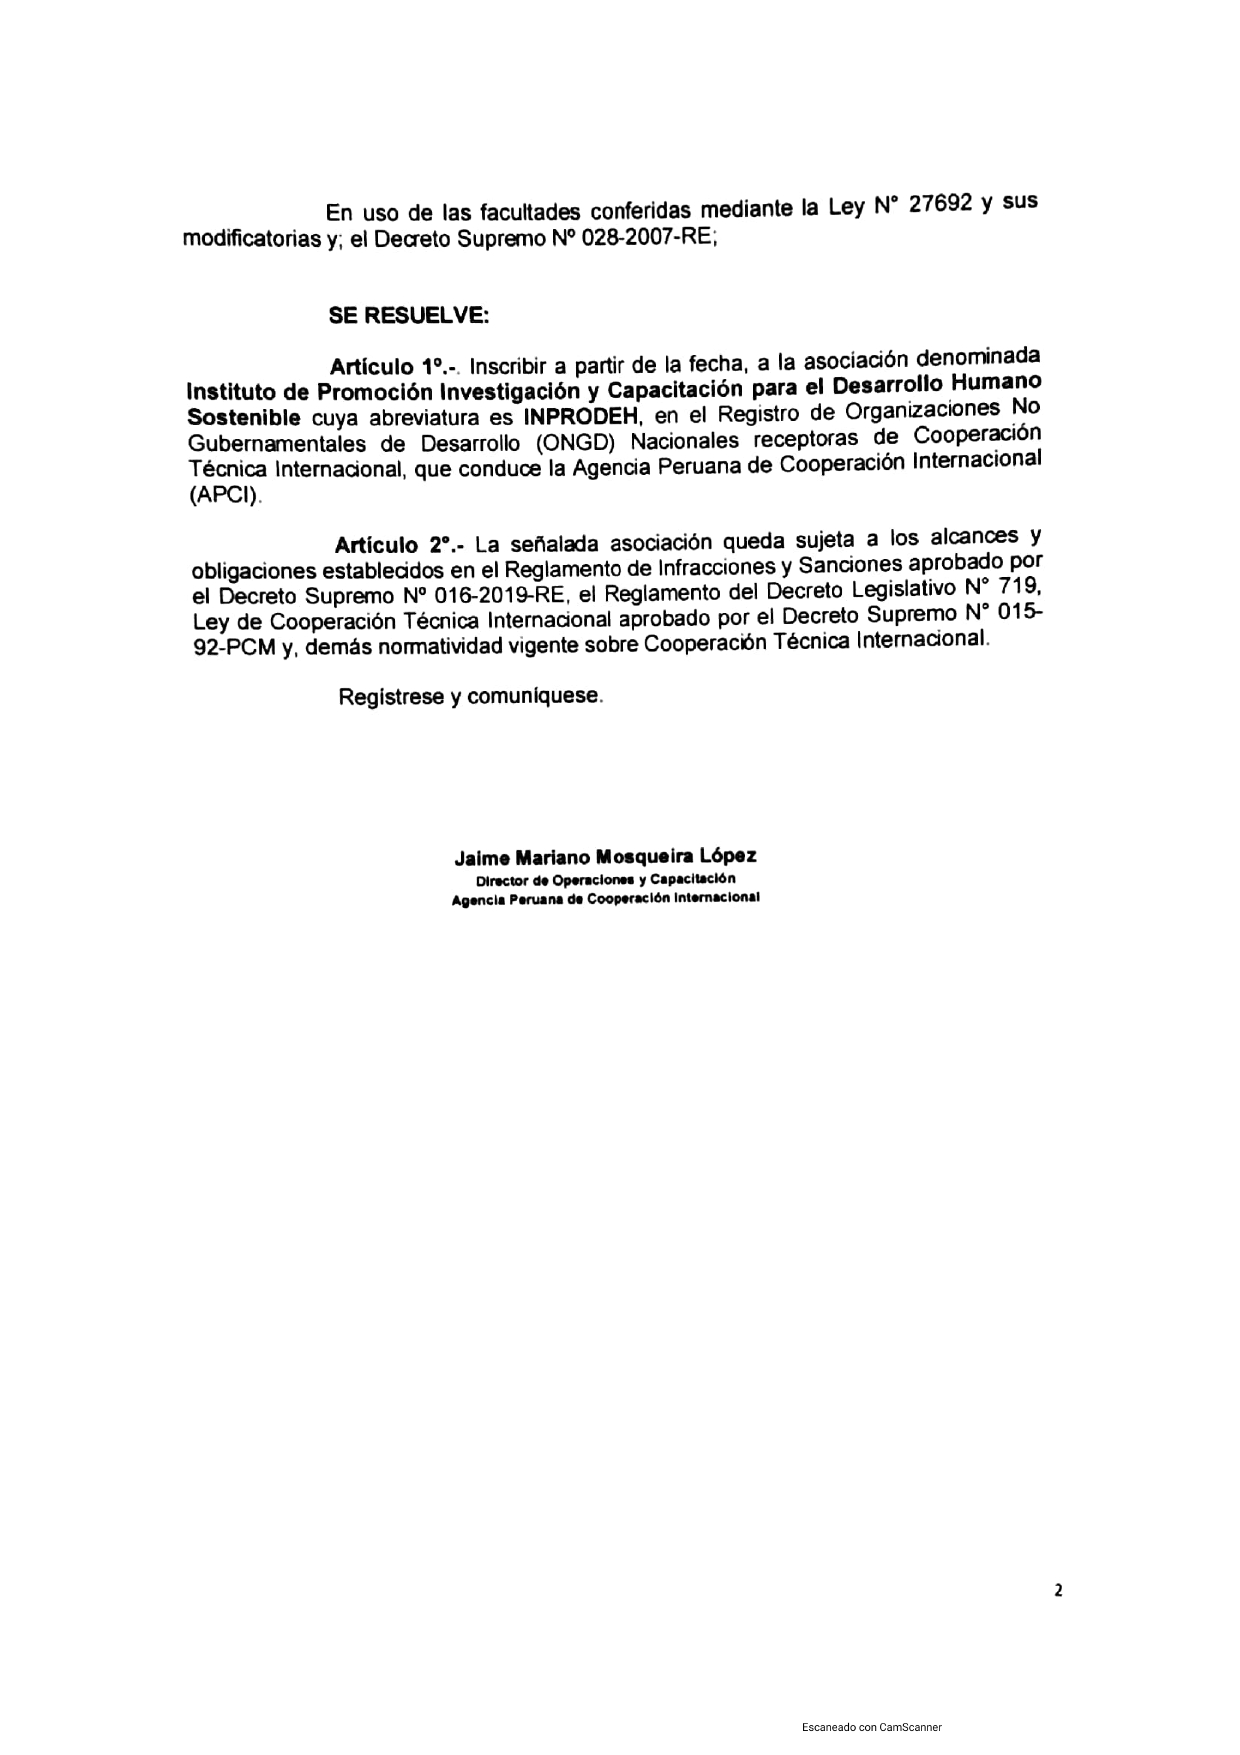 En uso de las facultades conferidas mediante la Ley N° 27692 y sus
modificatorias y; el Decreto Supremo Nº 028-2007-RE;
SE RESUELVE:
Artículo 1º.-. Inscribir a partir de la fecha, a la asociación denominada
Instituto de Promoción Investigación y Capacitación para el Desarrollo Humano
Sostenible cuya abreviatura es INPRODEH, en el Registro de Organizaciones No
Gubernamentales de Desarrollo (ONGD) Nacionales receptoras de Cooperación
Técnica Internacional, que conduce la Agencia Peruana de Cooperación Internacional
(APCI).
Artículo 2º.- La señalada asociación queda sujeta a los alcances y
obligaciones establecidos en el Reglamento de Infracciones y Sanciones aprobado por
el Decreto Supremo Nº 016-2019-RE, el Reglamento del Decreto Legislativo N° 719,
Ley de Cooperación Técnica Internacional aprobado por el Decreto Supremo N° 015-
92-PCM y, demás normatividad vigente sobre Cooperación Técnica Internacional.
Regístrese y comuníquese.
Jaime Mariano Mosqueira López
Director de Operaciones y Capacitación
Agencia Peruana de Cooperación Internacional
2
Escaneado con CamScanner